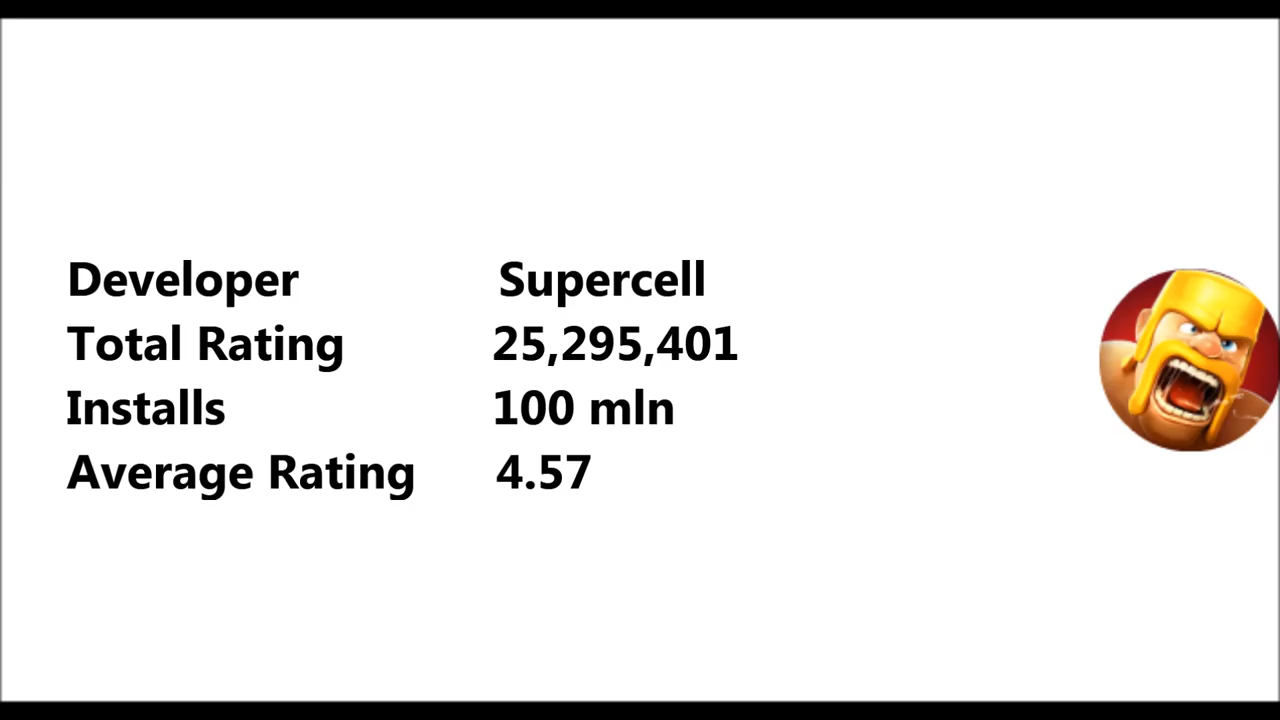 Developer Supercell
Total Rating 25,295,401
Installs 100 mln
Average Rating 4.57